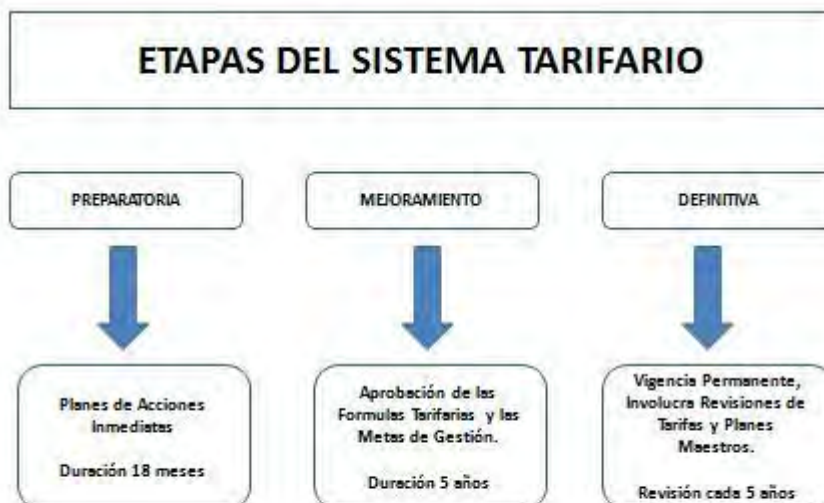 ETAPAS DEL SISTEMA TARIFARIO
PREPARATORIA
MEJORAMIENTO
DEFINITIVA
Planes de Acciones
Inmediatas
Duración 18 meses
Aprobación de las
Formulas Tarifarias y las
Metas de Gestión.
Duración 5 años
Vigencia Permanente,
Involucra Revisiones de
Tarifas y Planes
Maestros.
Revisión cada 5 años